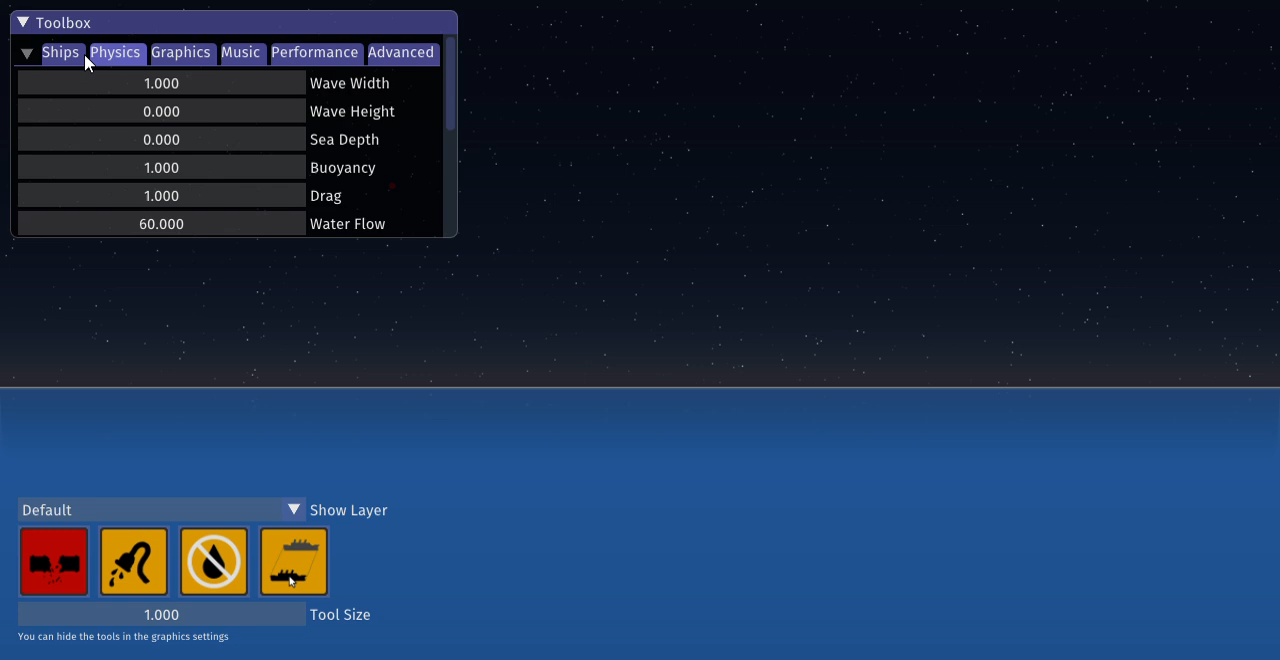 Toolbox
Ships Physics Graphics Music Performance Advanced
1.000 Wave Width
0.000 Wave Height
0.000 Sea Depth
1.000 Buoyancy
1.000 Drag
60.000 Water Flow
Default Show Layer
1.000 Tool Size
You can hide the tools in the graphics settings